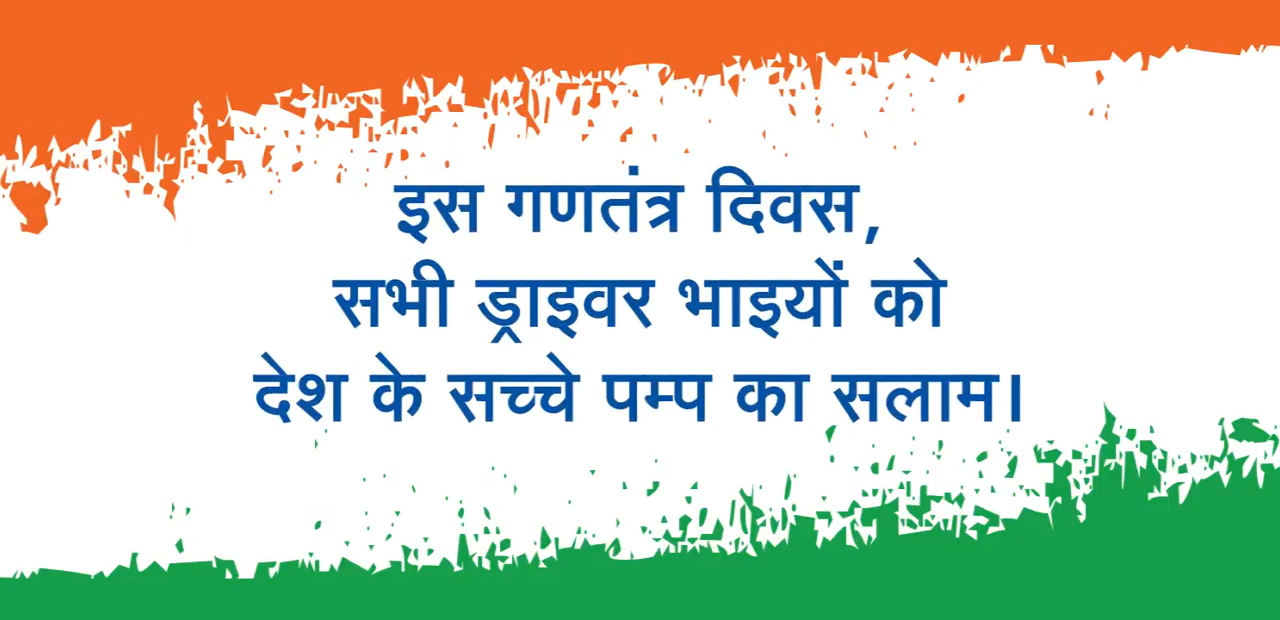 इस गणतंत्र दिवस,
सभी ड्राइवर भाइयों को
देश के सच्चे पम्प का सलाम।